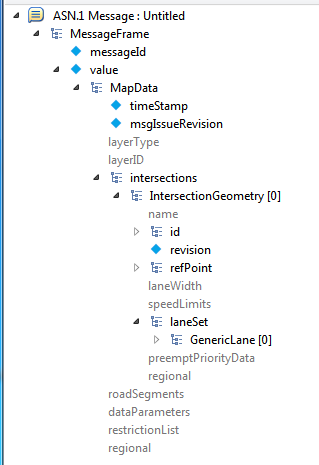 ASN.1 Message : Untitled
MessageFrame
messageId
value
MapData
timeStamp
msgIssueRevision
layerType
layerID
intersections
IntersectionGeometry [0]
name
id
revision
refPoint
laneWidth
speedLimits
laneSet
GenericLane [0]
preemptPriorityData
regional
roadSegments
dataParameters
restrictionList
regional